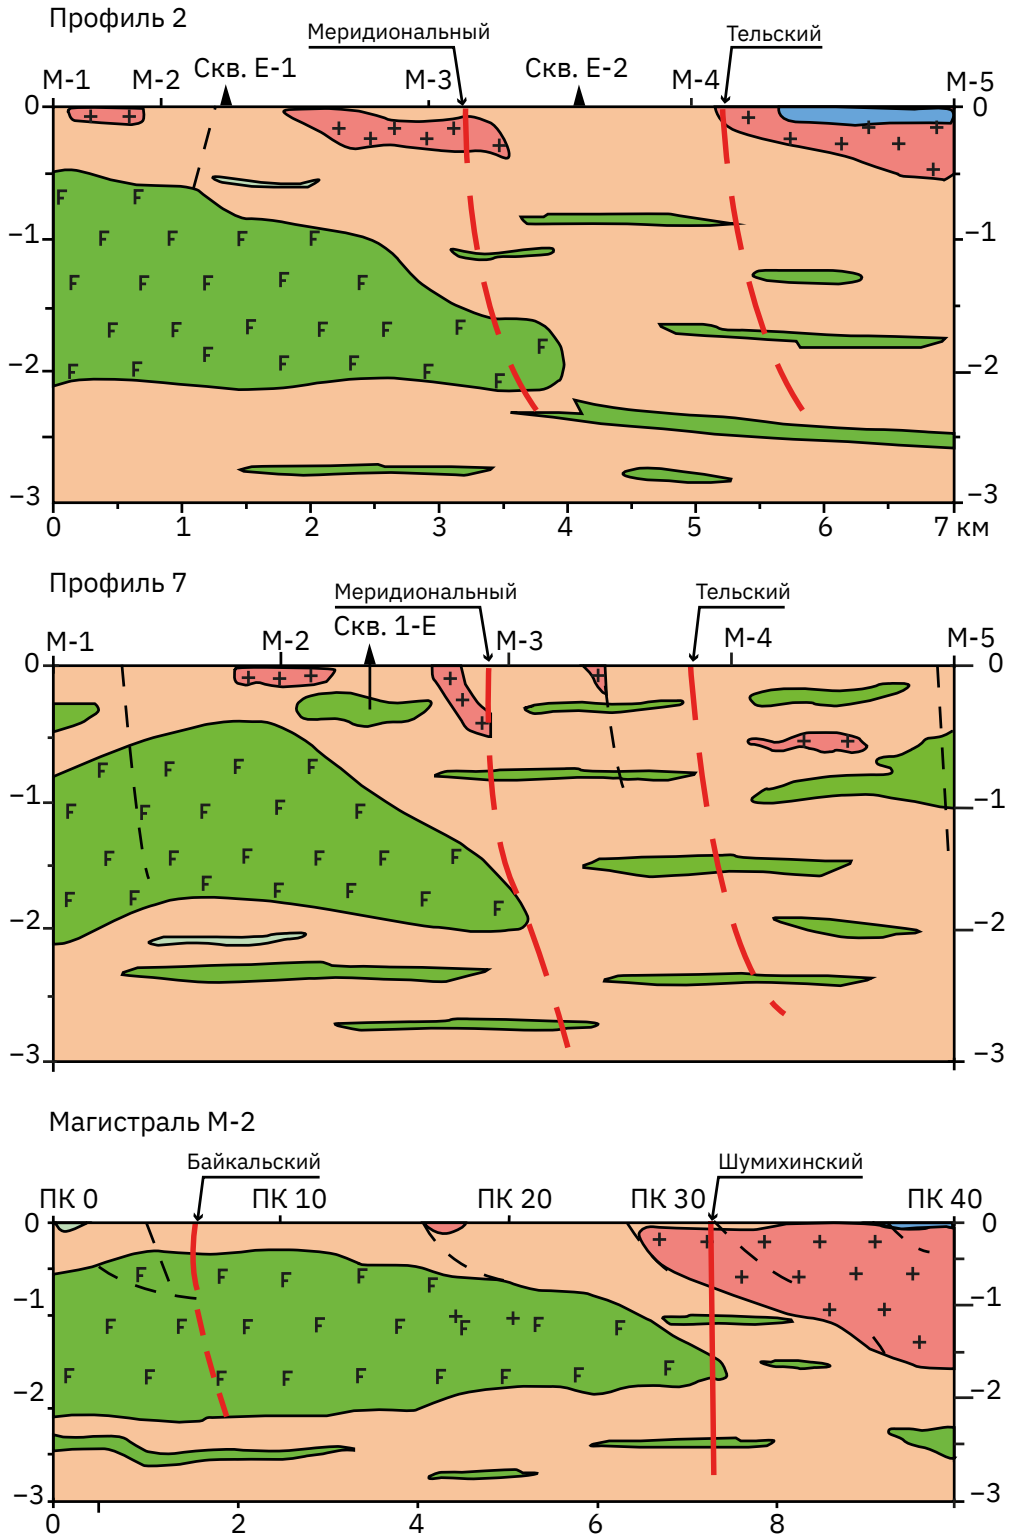 Профиль 2
Меридиональный
Тельский
М-1 М-2 Скв. Е-1 М-3 Скв. Е-2 М-4 М-5
0 0
−1 −1
−2 −2
−3 −3
0 1 2 3 4 5 6 7 км
Профиль 7
Меридиональный
Тельский
Скв. 1-Е
М-1 М-2 М-3 М-4 М-5
0 0
−1 −1
−2 −2
−3 −3
Магистраль М-2
Байкальский
Шумихинский
ПК 0 ПК 10 ПК 20 ПК 30 ПК 40
0 0
−1 −1
−2 −2
−3 −3
0 2 4 6 8